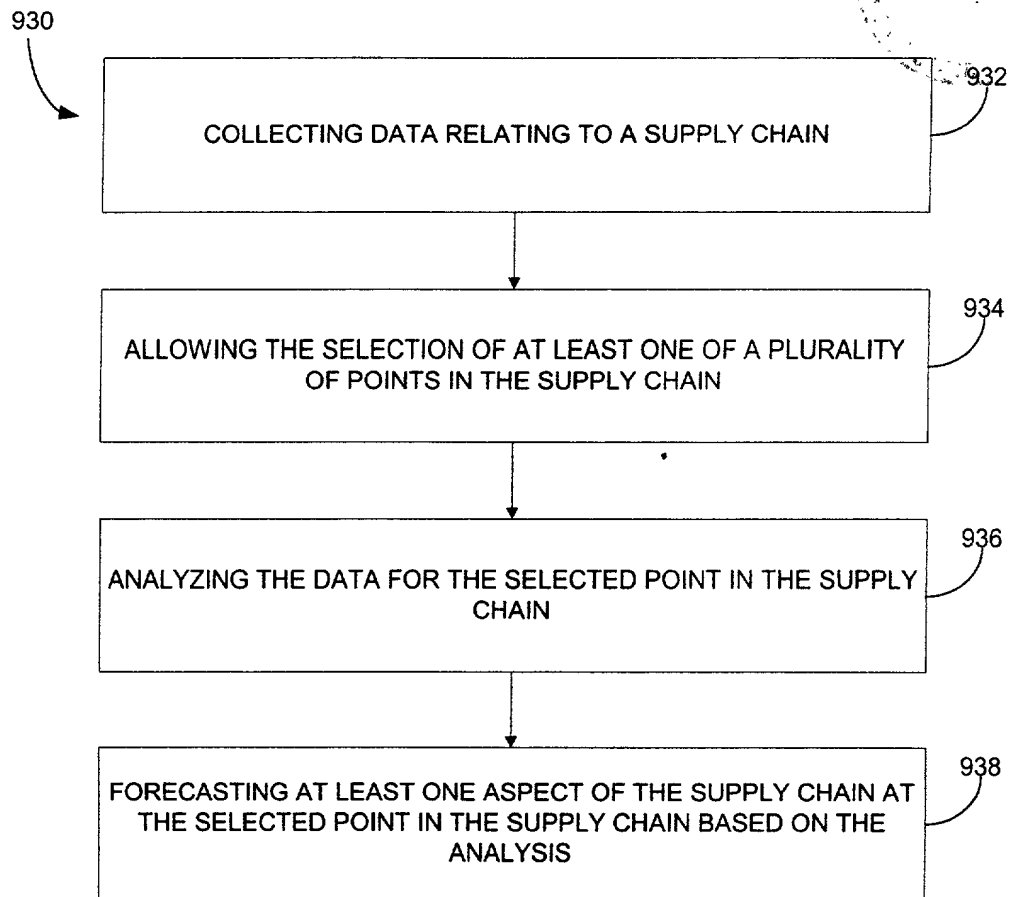 930
932
COLLECTING DATA RELATING TO A SUPPLY CHAIN
934
ALLOWING THE SELECTION OF AT LEAST ONE OF A PLURALITY
OF POINTS IN THE SUPPLY CHAIN
936
ANALYZING THE DATA FOR THE SELECTED POINT IN THE SUPPLY
CHAIN
938
FORECASTING AT LEAST ONE ASPECT OF THE SUPPLY CHAIN AT
THE SELECTED POINT IN THE SUPPLY CHAIN BASED ON THE
ANALYSIS